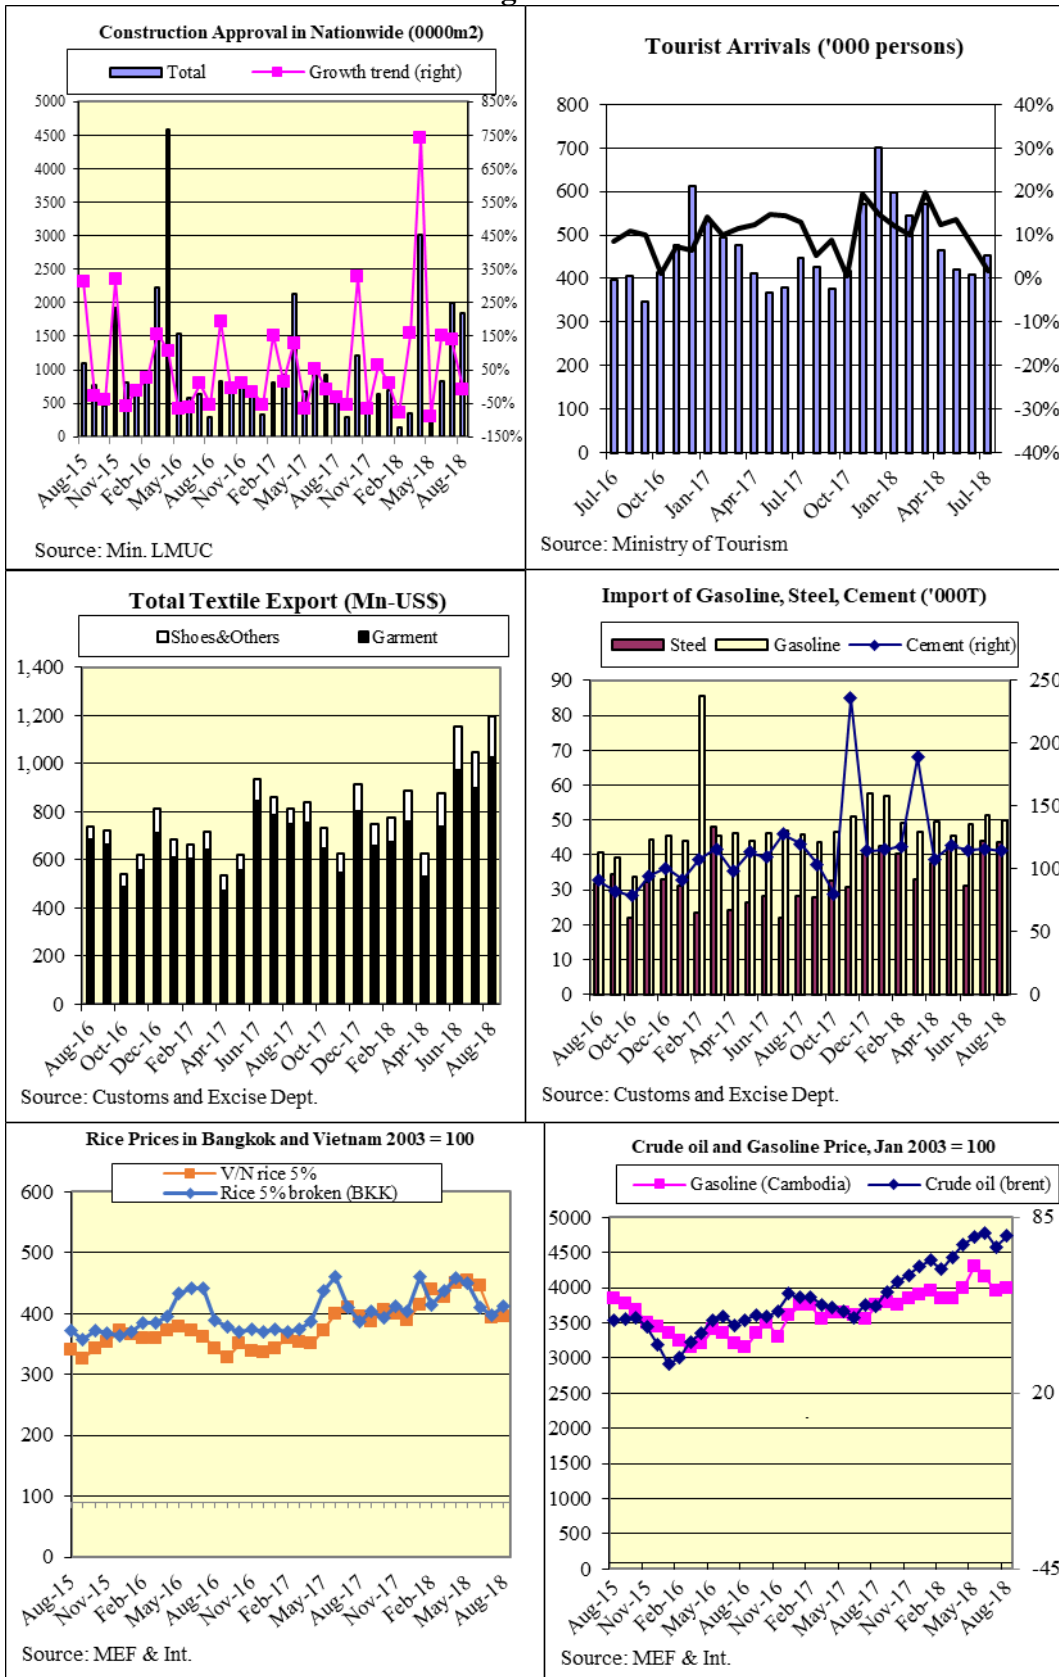 Construction Approval in Nationwide (0000m2)
Total
Growth trend (right)
5000
4500
4000
3500
3000
2500
2000
1500
1000
500
0
850%
750%
650%
550%
450%
350%
250%
150%
50%
-50%
-150%
Aug-15
Nov-15
Feb-16
May-16
Aug-16
Nov-16
Feb-17
May-17
Aug-17
Nov-17
Feb-18
May-18
Aug-18
Source: Min. LMUC
Tourist Arrivals ('000 persons)
800
700
600
500
400
300
200
100
0
40%
30%
20%
10%
0%
-10%
-20%
-30%
-40%
Jul-16
Oct-16
Jan-17
Apr-17
Jul-17
Oct-17
Jan-18
Apr-18
Jul-18
Source: Ministry of Tourism
Total Textile Export (Mn-US$)
Shoes&Others
Garment
1,400
1,200
1,000
800
600
400
200
0
Aug-16
Oct-16
Dec-16
Feb-17
Apr-17
Jun-17
Aug-17
Oct-17
Dec-17
Feb-18
Apr-18
Jun-18
Aug-18
Source: Customs and Excise Dept.
Import of Gasoline, Steel, Cement ('000T)
Steel
Gasoline
Cement (right)
90
80
70
60
50
40
30
20
10
0
250
200
150
100
50
0
Aug-16
Oct-16
Dec-16
Feb-17
Apr-17
Jun-17
Aug-17
Oct-17
Dec-17
Feb-18
Apr-18
Jun-18
Aug-18
Source: Customs and Excise Dept.
Rice Prices in Bangkok and Vietnam 2003 = 100
V/N rice 5%
Rice 5% broken (BKK)
600
500
400
300
200
100
0
Aug-15
Nov-15
Feb-16
May-16
Aug-16
Nov-16
Feb-17
May-17
Aug-17
Nov-17
Feb-18
May-18
Aug-18
Source: MEF & Int.
Crude oil and Gasoline Price, Jan 2003 = 100
Gasoline (Cambodia)
Crude oil (brent)
5000
4500
4000
3500
3000
2500
2000
1500
1000
500
0
85
20
-45
Aug-15
Nov-15
Feb-16
May-16
Aug-16
Nov-16
Feb-17
May-17
Aug-17
Nov-17
Feb-18
May-18
Aug-18
Source: MEF & Int.